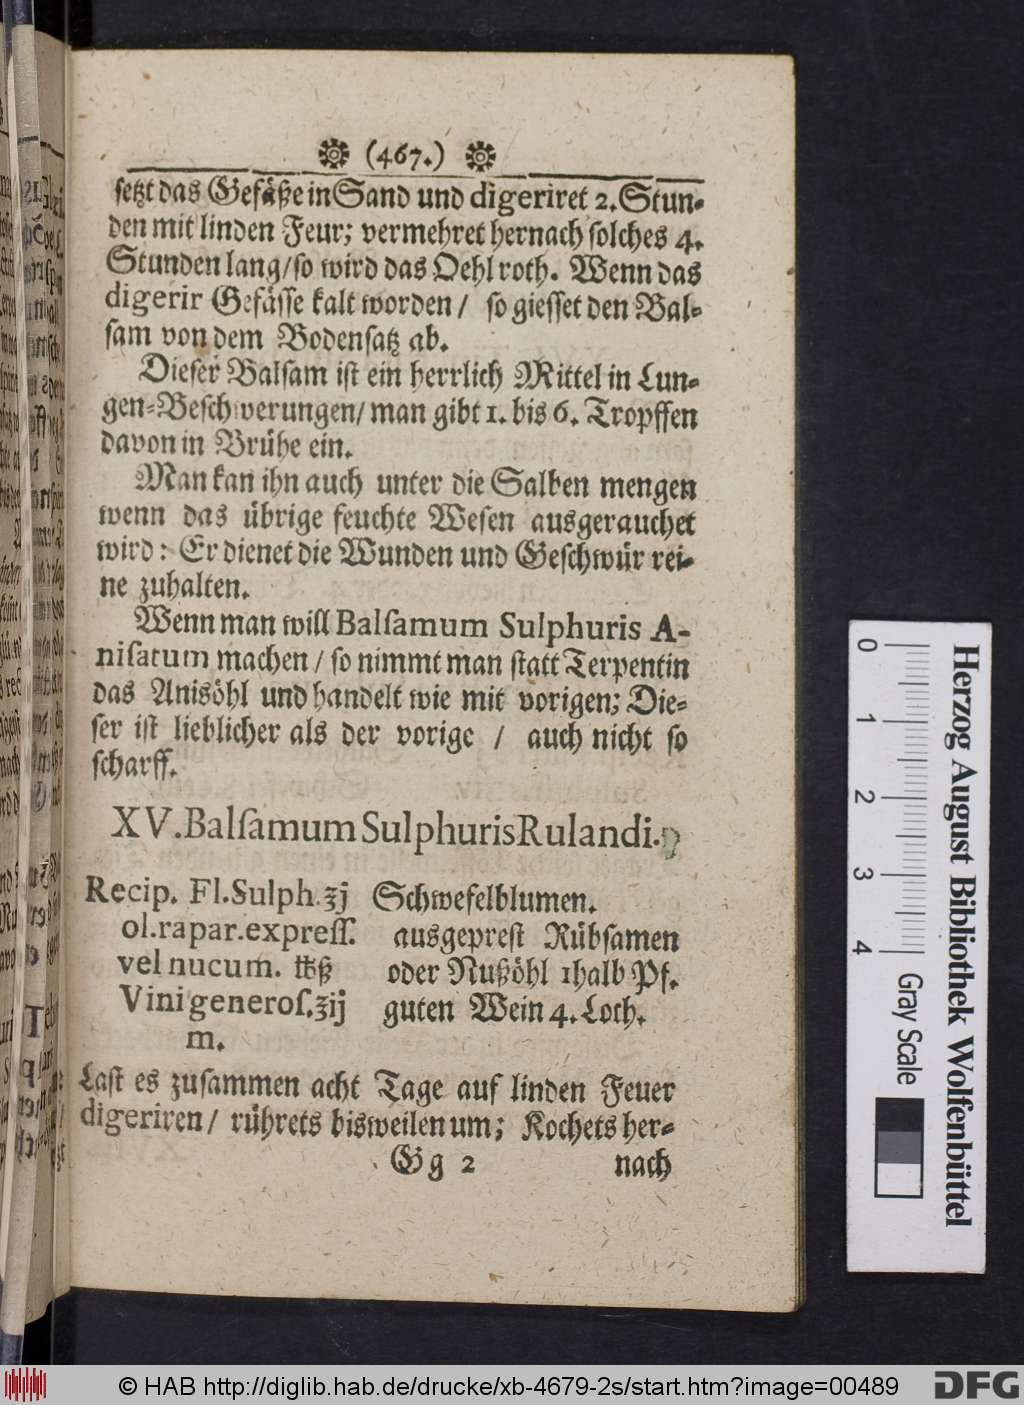 (467.)
setzt das Gefäße in Sand und digeriret 2. Stun-
den mit linden Feur; vermehret hernach solches 4.
Stunden lang/ so wird das Oehl roth. Wenn das
digerir Gefässe kalt worden / so giesset den Bal-
sam von dem Bodensatz ab.
Dieser Balsam ist ein herrlich Mittel in Lun-
gen-Beschwerungen/ man gibt 1. bis 6. Tropffen
davon in Brühe ein.
Man kan ihn auch unter die Salben mengen
wenn das übrige feuchte Wesen ausgerauchet
wird: Er dienet die Wunden und Geschwür rei-
ne zuhalten.
Wenn man will Balſamum Sulphuris A-
niſatum machen / so nimmt man statt Terpentin
das Anisöhl und handelt wie mit vorigen; Die-
ser ist lieblicher als der vorige / auch nicht so
scharff.
XV. Balſamum Sulphuris Rulandi.
Recip. Fl. Sulph. ʒj Schwefelblumen.
ol. rapar. expreſſ. ausgeprest Rübsamen
vel nucum. ℔ß oder Nußöhl 1halb Pf.
Vini generoſ. ʒij guten Wein 4. Loth.
m.
Last es zusammen acht Tage auf linden Feuer
digeriren/ rührets bisweilen um; Kochets her-
Gg 2 nach
Herzog August Bibliothek Wolfenbüttel
0 1 2 3 4 Gray Scale
© HAB http://diglib.hab.de/drucke/xb-4679-2s/start.htm?image=00489
DFG